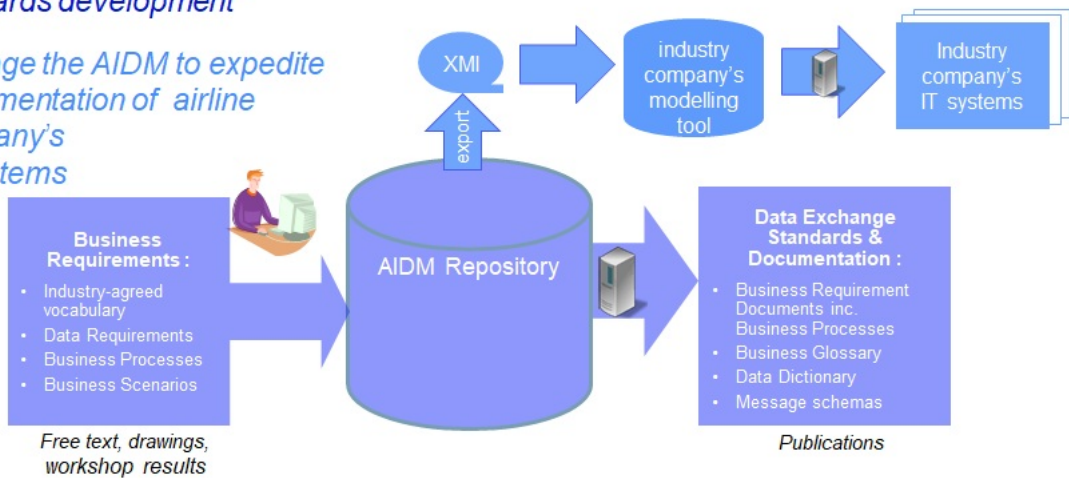 ards development
ge the AIDM to expedite
mentation of airline
any's
tems
XMI
export
industry
company's
modelling
tool
Industry
company's
IT systems
Business
Requirements :
• Industry-agreed
vocabulary
• Data Requirements
• Business Processes
• Business Scenarios
Free text, drawings,
workshop results
AIDM Repository
Data Exchange
Standards &
Documentation :
• Business Requirement
Documents inc.
Business Processes
• Business Glossary
• Data Dictionary
• Message schemas
Publications